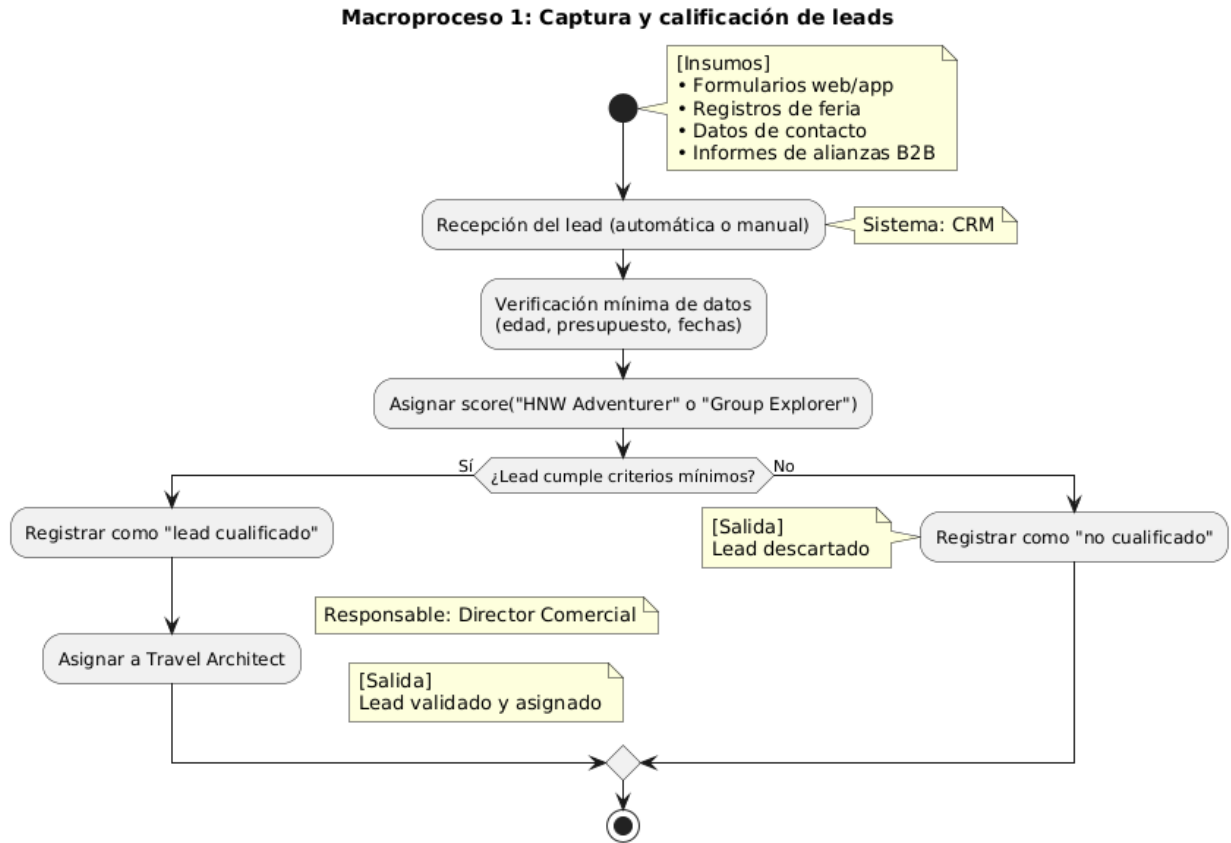 Macroproceso 1: Captura y calificación de leads
[Insumos]
• Formularios web/app
• Registros de feria
• Datos de contacto
• Informes de alianzas B2B
Recepción del lead (automática o manual)
Sistema: CRM
Verificación mínima de datos
(edad, presupuesto, fechas)
Asignar score("HNW Adventurer" o "Group Explorer")
Sí
¿Lead cumple criterios mínimos?
No
Registrar como "lead cualificado"
[Salida]
Lead descartado
Registrar como "no cualificado"
Responsable: Director Comercial
Asignar a Travel Architect
[Salida]
Lead validado y asignado